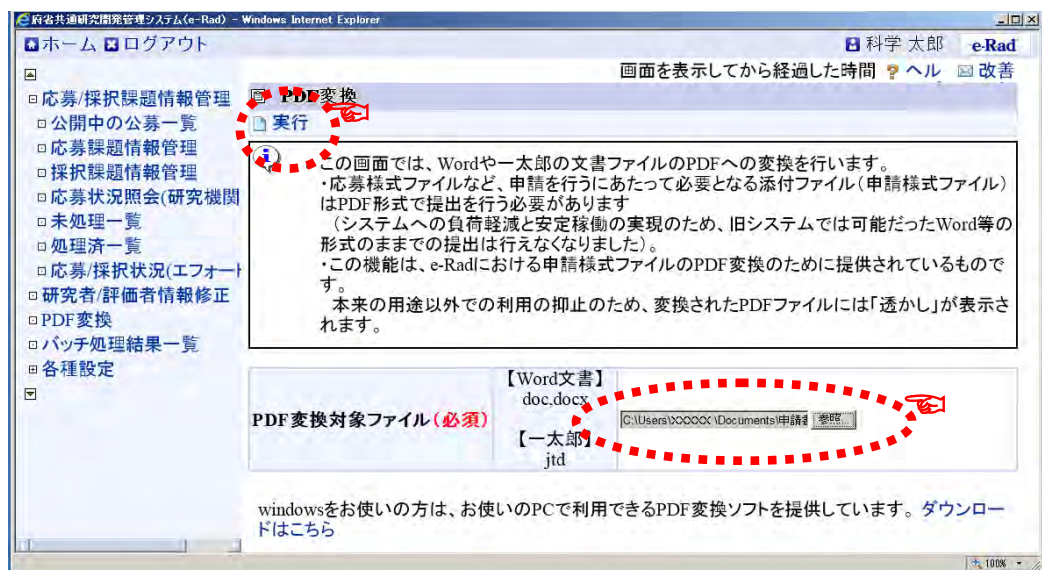 府省共通研究開発管理システム(e-Rad) - Windows Internet Explorer
ホーム ログアウト
科学 太郎 e-Rad
画面を表示してから経過した時間 ヘル 改善
応募/採択課題情報管理
公開中の公募一覧
応募課題情報管理
採択課題情報管理
応募状況照会(研究機関
未処理一覧
処理済一覧
応募/採択状況(エフォート
研究者/評価者情報修正
PDF変換
バッチ処理結果一覧
各種設定
PDF変換
実行
この画面では、Wordや一太郎の文書ファイルのPDFへの変換を行います。
・応募様式ファイルなど、申請を行うにあたって必要となる添付ファイル(申請様式ファイル)
はPDF形式で提出を行う必要があります
(システムへの負荷軽減と安定稼働の実現のため、旧システムでは可能だったWord等の
形式のままでの提出は行えなくなりました)。
・この機能は、e-Radにおける申請様式ファイルのPDF変換のために提供されているもので
す。
本来の用途以外での利用の抑止のため、変換されたPDFファイルには「透かし」が表示さ
れます。
PDF変換対象ファイル(必須)
【Word文書】
doc,docx
【一太郎】
jtd
C:\Users\XXXXX\Documents\申請書 参照...
windowsをお使いの方は、お使いのPCで利用できるPDF変換ソフトを提供しています。ダウンロー
ドはこちら
100%